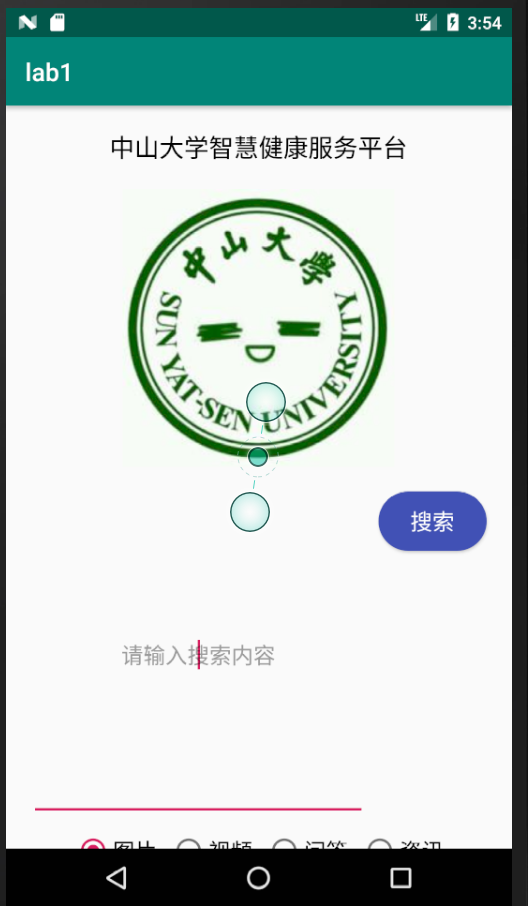 LTE 3:54
lab1
中山大学智慧健康服务平台
中山大學
SUN YAT-SEN UNIVERSITY
搜索
请输入搜索内容
图片 视频 问答 资讯